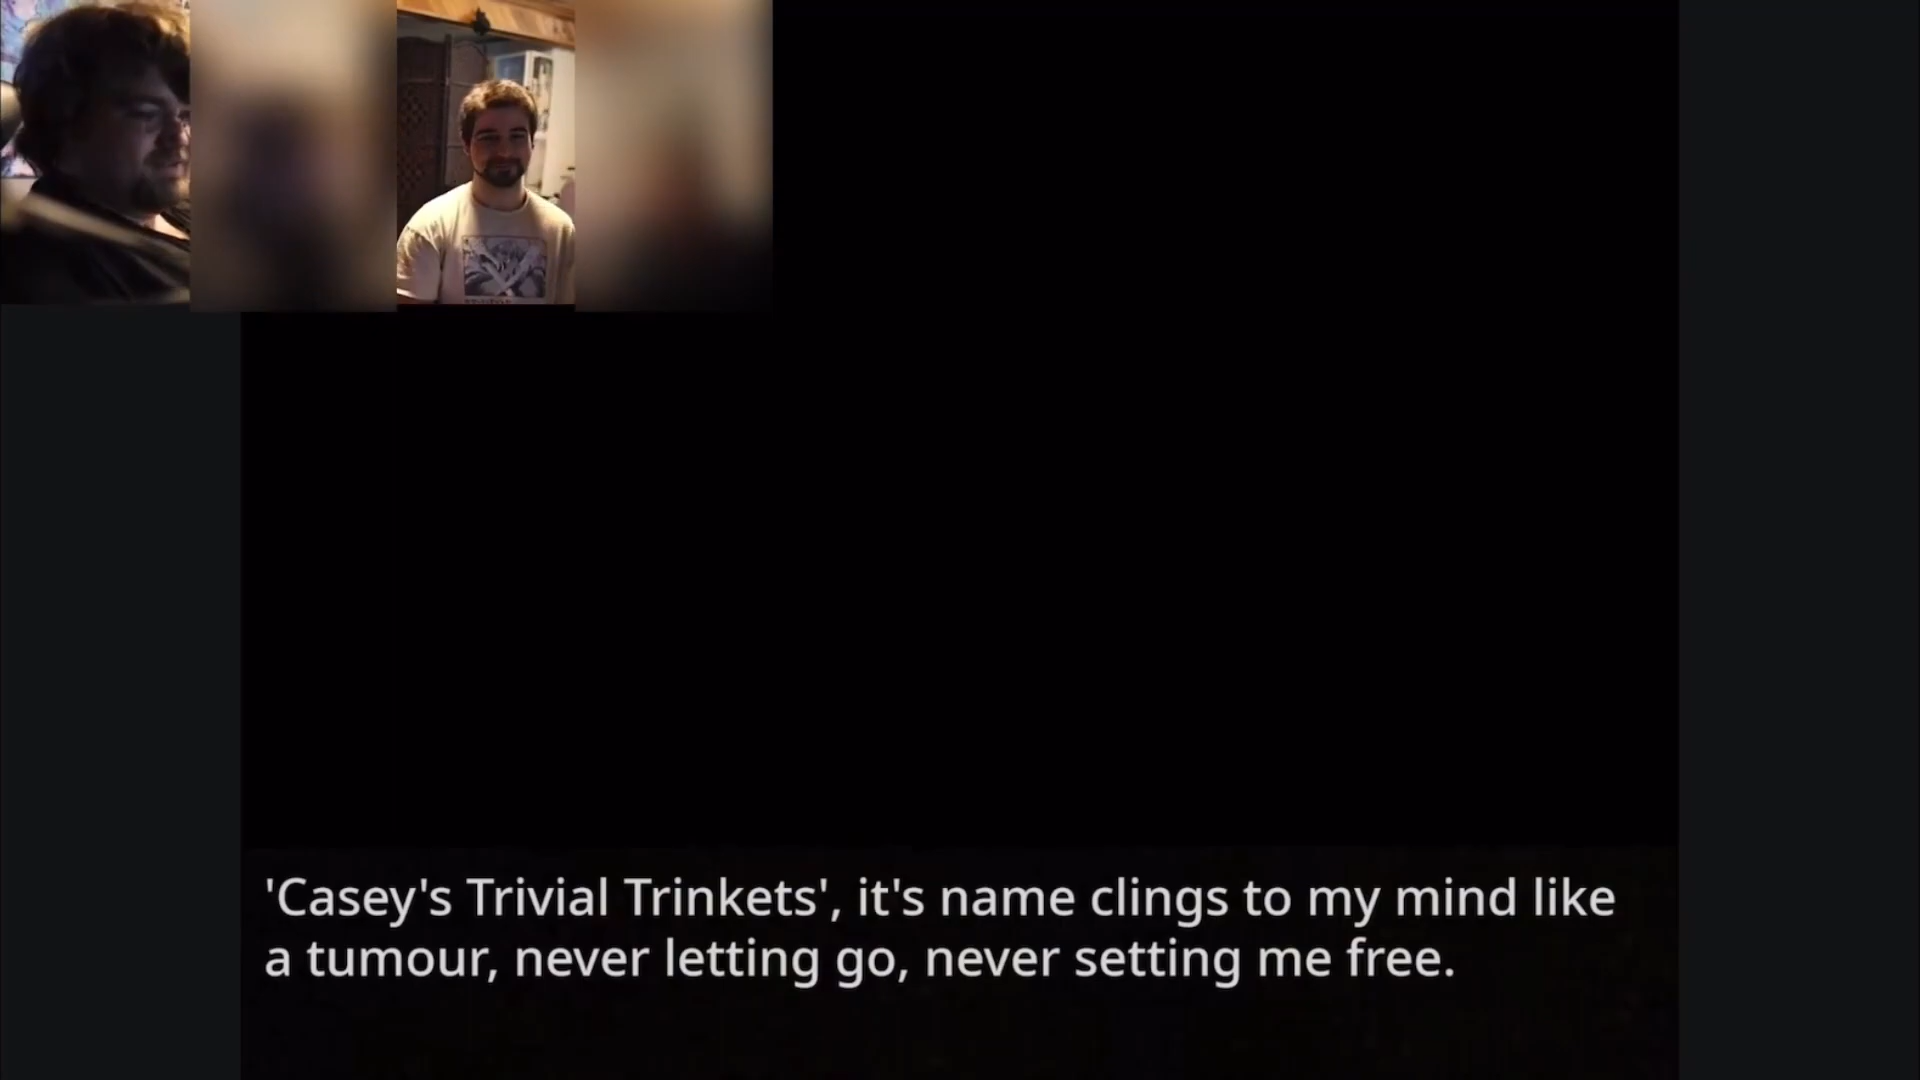 'Casey's Trivial Trinkets', it's name clings to my mind like
a tumour, never letting go, never setting me free.